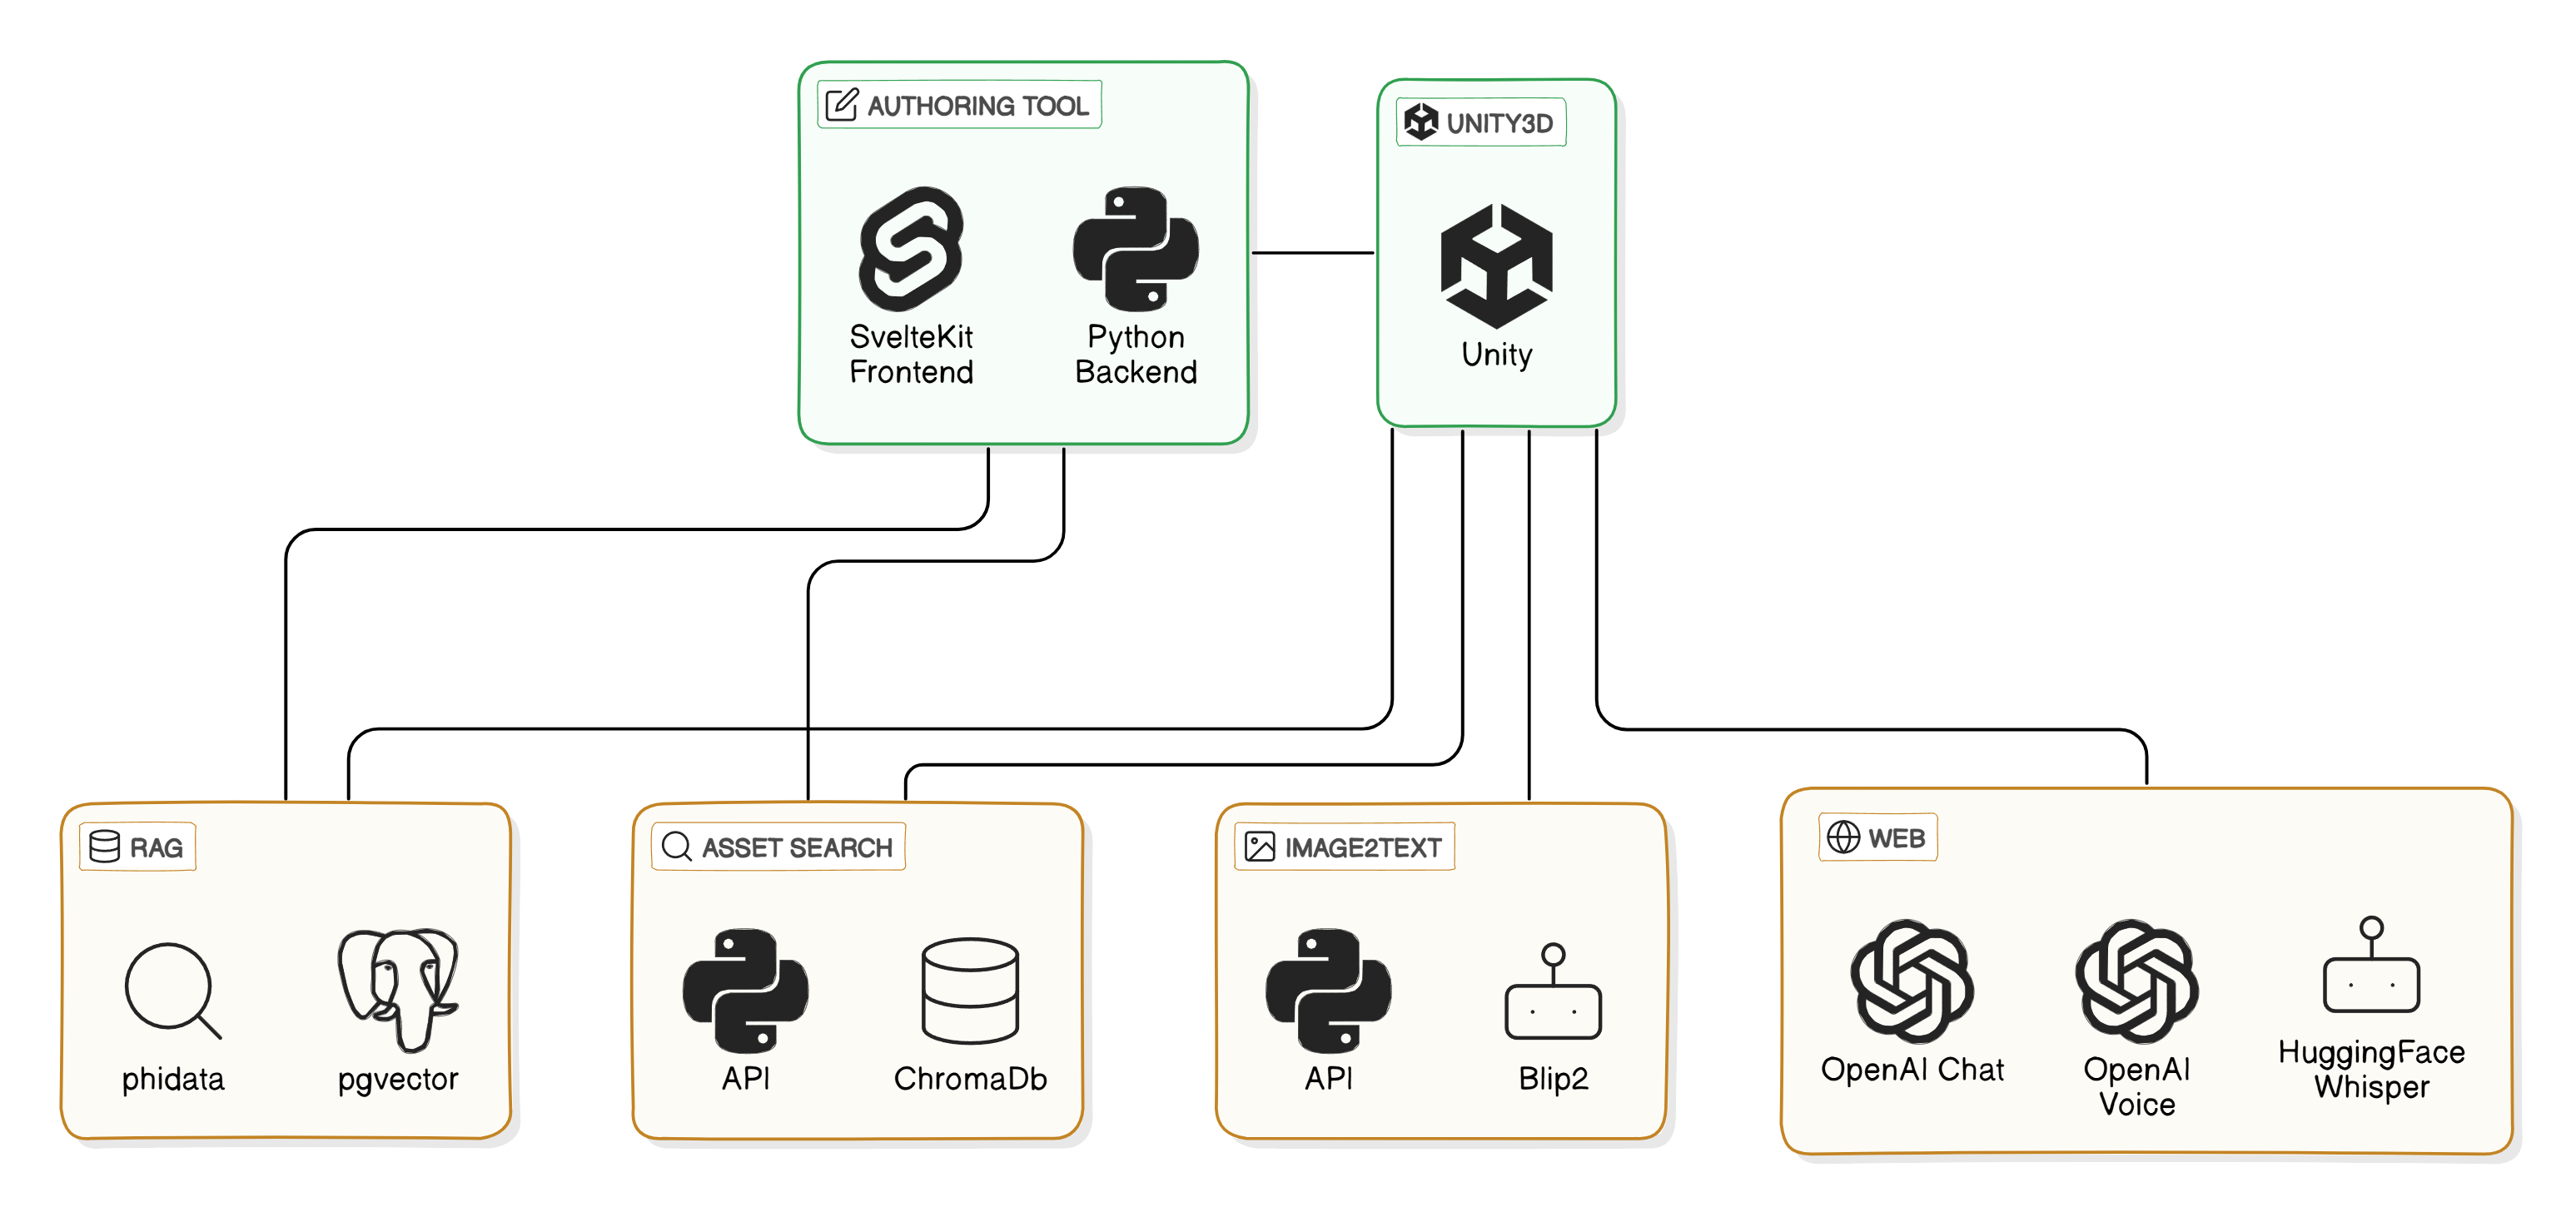 AUTHORING TOOL
SvelteKit
Frontend
Python
Backend
UNITY3D
Unity
RAG
phidata
pgvector
ASSET SEARCH
API
ChromaDb
IMAGE2TEXT
API
Blip2
WEB
OpenAI Chat
OpenAI
Voice
HuggingFace
Whisper